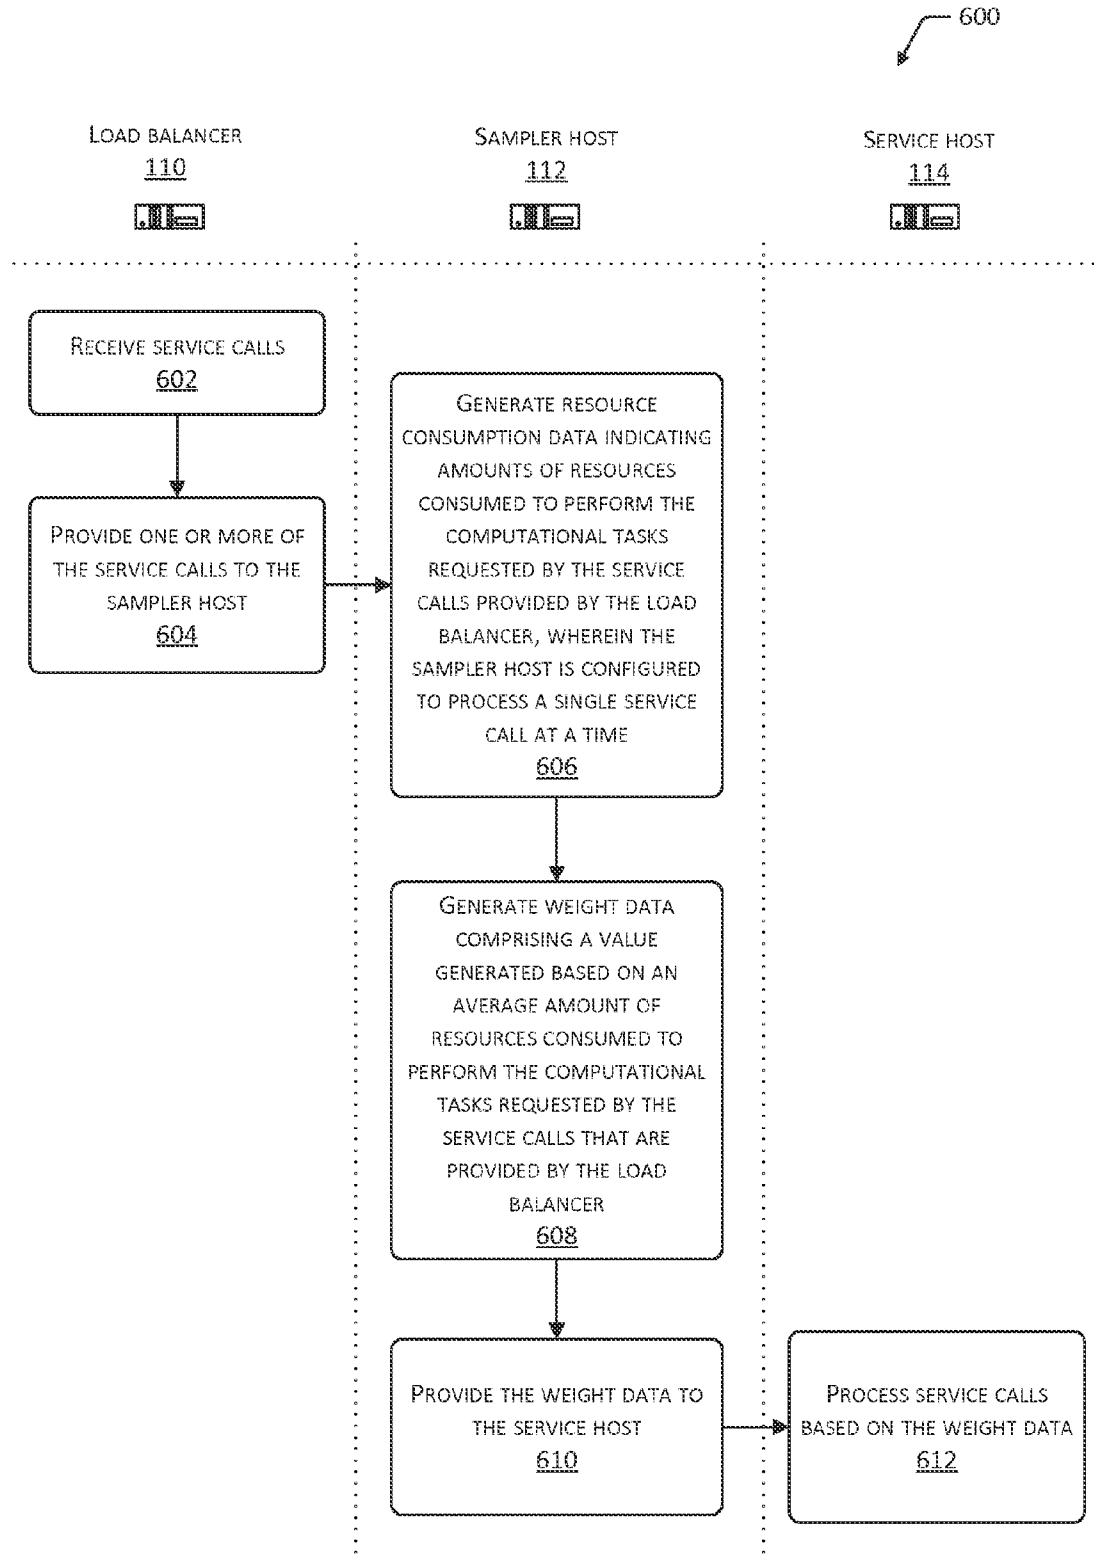 600
LOAD BALANCER
110
SAMPLER HOST
112
SERVICE HOST
114
RECEIVE SERVICE CALLS
602
PROVIDE ONE OR MORE OF
THE SERVICE CALLS TO THE
SAMPLER HOST
604
GENERATE RESOURCE
CONSUMPTION DATA INDICATING
AMOUNTS OF RESOURCES
CONSUMED TO PERFORM THE
COMPUTATIONAL TASKS
REQUESTED BY THE SERVICE
CALLS PROVIDED BY THE LOAD
BALANCER, WHEREIN THE
SAMPLER HOST IS CONFIGURED
TO PROCESS A SINGLE SERVICE
CALL AT A TIME
606
GENERATE WEIGHT DATA
COMPRISING A VALUE
GENERATED BASED ON AN
AVERAGE AMOUNT OF
RESOURCES CONSUMED TO
PERFORM THE COMPUTATIONAL
TASKS REQUESTED BY THE
SERVICE CALLS THAT ARE
PROVIDED BY THE LOAD
BALANCER
608
PROVIDE THE WEIGHT DATA TO
THE SERVICE HOST
610
PROCESS SERVICE CALLS
BASED ON THE WEIGHT DATA
612